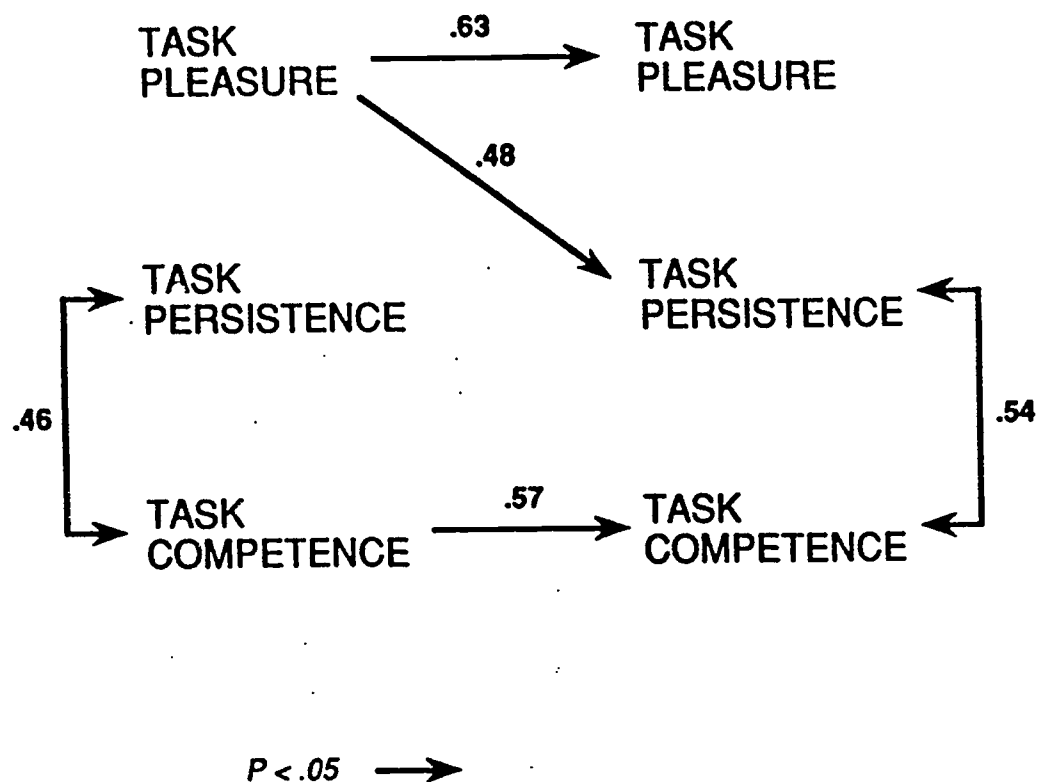 .63
TASK
PLEASURE
TASK
PLEASURE
.48
TASK
PERSISTENCE
TASK
PERSISTENCE
.46
.54
TASK
COMPETENCE
.57
TASK
COMPETENCE
P < .05